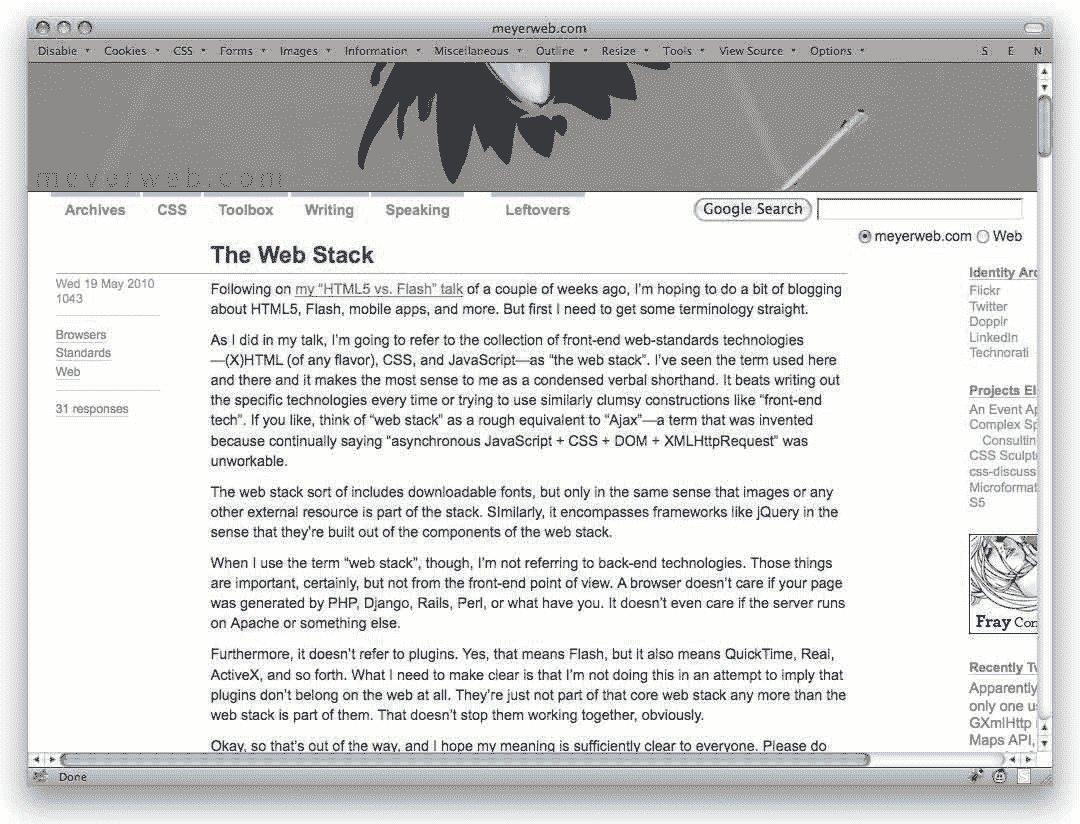 meyerweb.com
Disable Cookies CSS Forms Images Information Miscellaneous Outline Resize Tools View Source Options S E N
meyerweb.com
Archives CSS Toolbox Writing Speaking Leftovers Google Search
meyerweb.com Web
The Web Stack
Wed 19 May 2010
1043
Browsers
Standards
Web
31 responses
Following on my “HTML5 vs. Flash” talk of a couple of weeks ago, I’m hoping to do a bit of blogging
about HTML5, Flash, mobile apps, and more. But first I need to get some terminology straight.
As I did in my talk, I’m going to refer to the collection of front-end web-standards technologies
—(X)HTML (of any flavor), CSS, and JavaScript—as “the web stack”. I’ve seen the term used here
and there and it makes the most sense to me as a condensed verbal shorthand. It beats writing out
the specific technologies every time or trying to use similarly clumsy constructions like “front-end
tech”. If you like, think of “web stack” as a rough equivalent to “Ajax”—a term that was invented
because continually saying “asynchronous JavaScript + CSS + DOM + XMLHttpRequest” was
unworkable.
The web stack sort of includes downloadable fonts, but only in the same sense that images or any
other external resource is part of the stack. SImilarly, it encompasses frameworks like jQuery in the
sense that they’re built out of the components of the web stack.
When I use the term “web stack”, though, I’m not referring to back-end technologies. Those things
are important, certainly, but not from the front-end point of view. A browser doesn’t care if your page
was generated by PHP, Django, Rails, Perl, or what have you. It doesn’t even care if the server runs
on Apache or something else.
Furthermore, it doesn’t refer to plugins. Yes, that means Flash, but it also means QuickTime, Real,
ActiveX, and so forth. What I need to make clear is that I’m not doing this in an attempt to imply that
plugins don’t belong on the web at all. They’re just not part of that core web stack any more than the
web stack is part of them. That doesn’t stop them working together, obviously.
Okay, so that’s out of the way, and I hope my meaning is sufficiently clear to everyone. Please do
Identity Arc
Flickr
Twitter
Dopplr
LinkedIn
Technorati
Projects El
An Event Ap
Complex Sp
Consultin
CSS Sculpt
css-discuss
Microformat
S5
Fray Con
Recently Tw
Apparently
only one u
GXmlHttp
Maps API,
Done